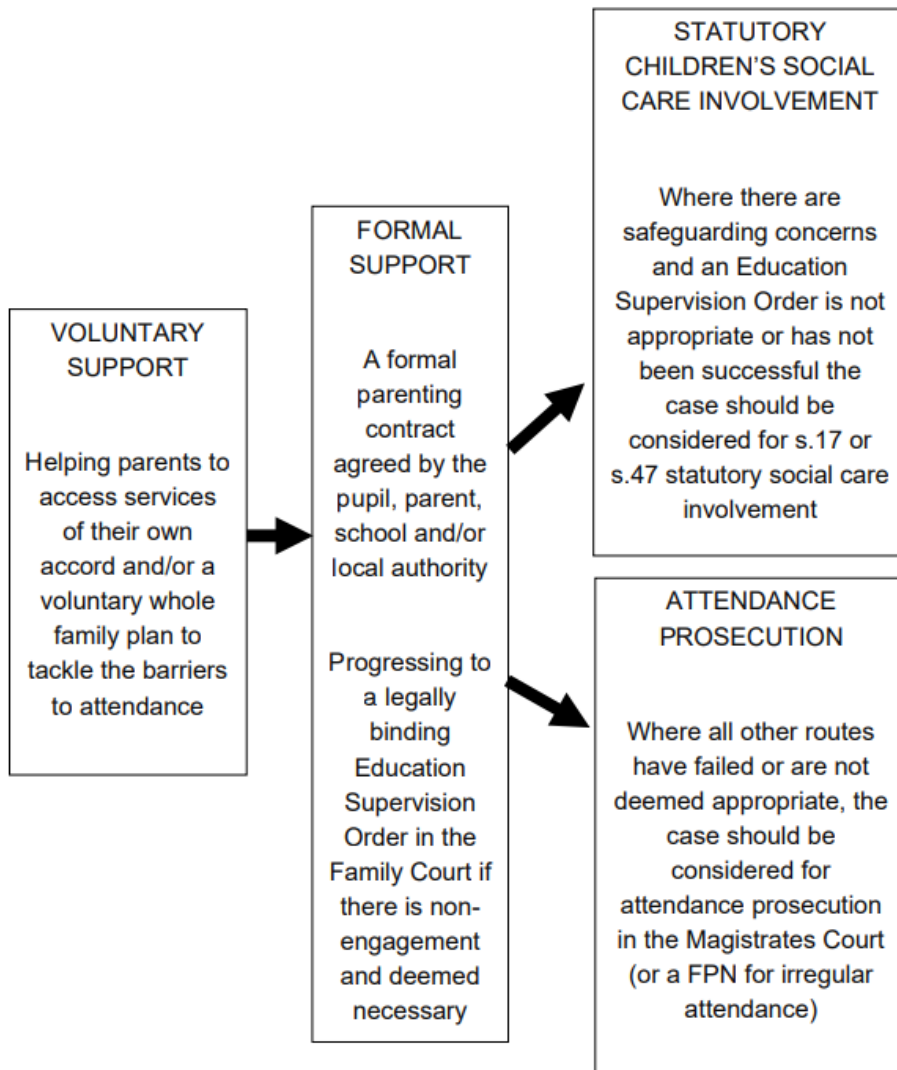 VOLUNTARY
SUPPORT
Helping parents to
access services
of their own
accord and/or a
voluntary whole
family plan to
tackle the barriers
to attendance
FORMAL
SUPPORT
A formal
parenting
contract
agreed by the
pupil, parent,
school and/or
local authority
Progressing to
a legally
binding
Education
Supervision
Order in the
Family Court if
there is non-
engagement
and deemed
necessary
STATUTORY
CHILDREN'S SOCIAL
CARE INVOLVEMENT
Where there are
safeguarding concerns
and an Education
Supervision Order is not
appropriate or has not
been successful the
case should be
considered for s.17 or
s.47 statutory social care
involvement
ATTENDANCE
PROSECUTION
Where all other routes
have failed or are not
deemed appropriate, the
case should be
considered for
attendance prosecution
in the Magistrates Court
(or a FPN for irregular
attendance)